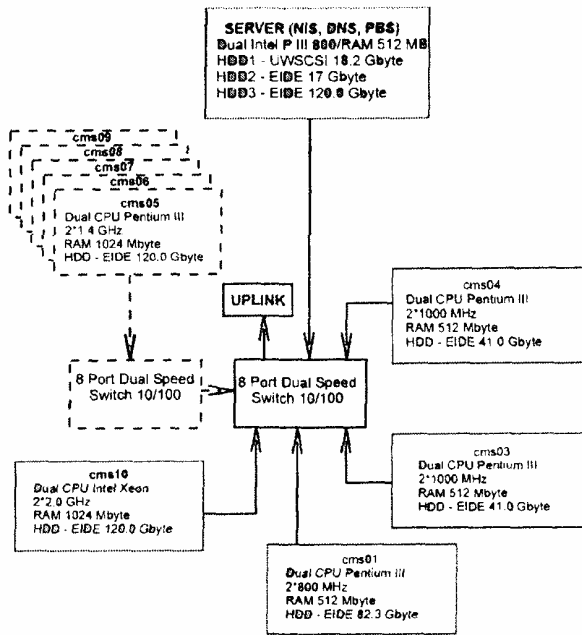 SERVER (NIS, DNS, PBS)
Dual Intel P III 800/RAM 512 MB
HDD1 - UWSCSI 18.2 Gbyte
HDD2 - EIDE 17 Gbyte
HDD3 - EIDE 120.0 Gbyte
cms09
cms08
cms07
cms06
cms05
Dual CPU Pentium III
2*1.4 GHz
RAM 1024 Mbyte
HDD - EIDE 120.0 Gbyte
UPLINK
cms04
Dual CPU Pentium III
2*1000 MHz
RAM 512 Mbyte
HDD - EIDE 41.0 Gbyte
8 Port Dual Speed
Switch 10/100
8 Port Dual Speed
Switch 10/100
cms03
Dual CPU Pentium III
2*1000 MHz
RAM 512 Mbyte
HDD - EIDE 41.0 Gbyte
cms10
Dual CPU Intel Xeon
2*2.0 GHz
RAM 1024 Mbyte
HDD - EIDE 120.0 Gbyte
cms01
Dual CPU Pentium III
2*800 MHz
RAM 512 Mbyte
HDD - EIDE 82.3 Gbyte